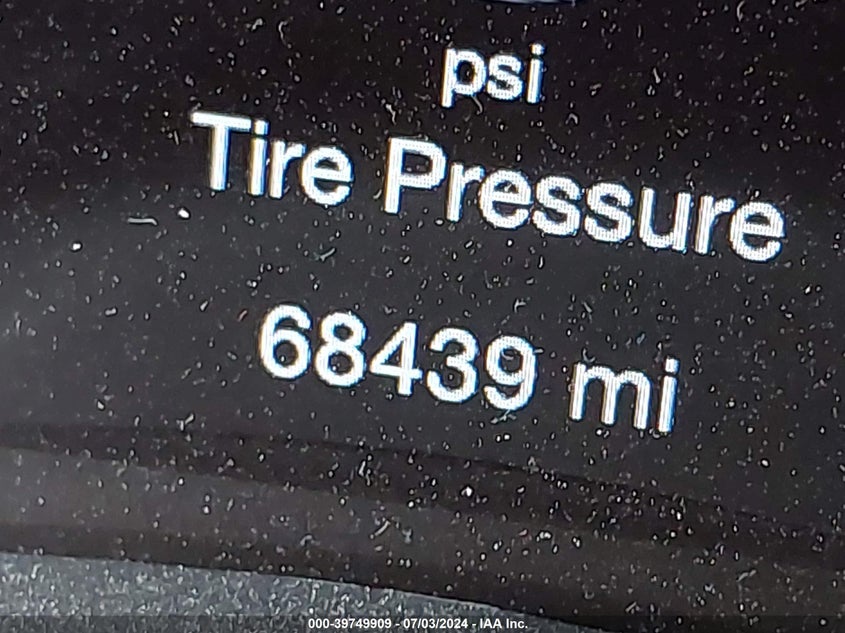 psi
Tire Pressure
68439 mi
000-39749909 - 07/03/2024 - IAA Inc.